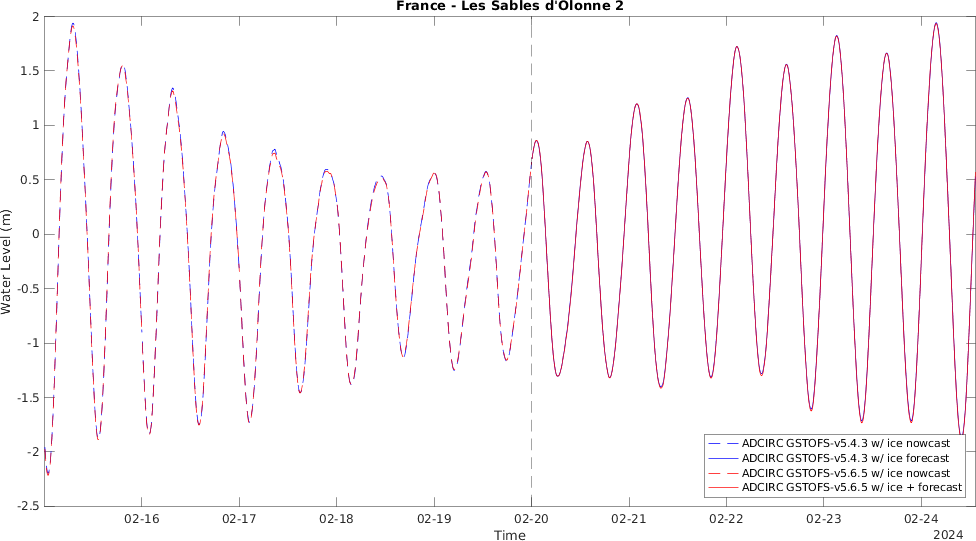 France - Les Sables d'Olonne 2
2
1.5
1
0.5
0
-0.5
-1
-1.5
-2
-2.5
Water Level (m)
02-16
02-17
02-18
02-19
02-20
02-21
02-22
02-23
02-24
Time
2024
ADCIRC GSTOFS-v5.4.3 w/ ice nowcast
ADCIRC GSTOFS-v5.4.3 w/ ice forecast
ADCIRC GSTOFS-v5.6.5 w/ ice nowcast
ADCIRC GSTOFS-v5.6.5 w/ ice + forecast